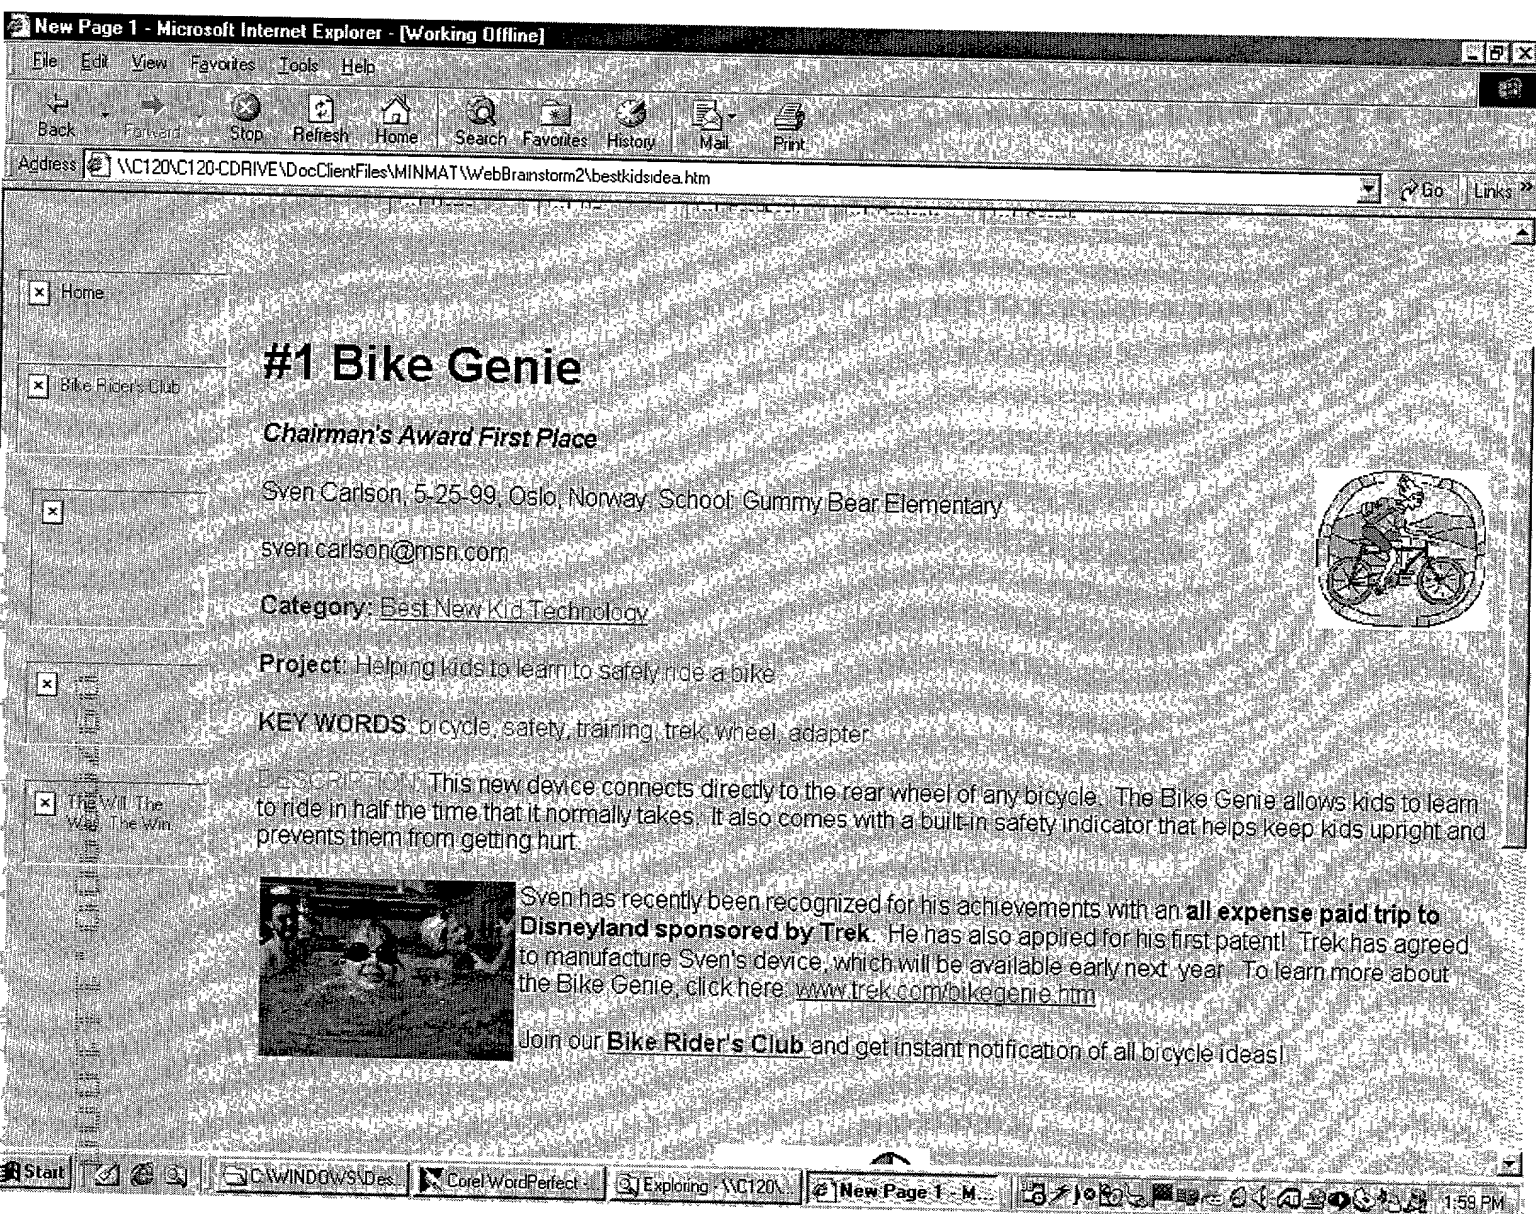 New Page 1 - Microsoft Internet Explorer - [Working Offline]
File Edit View Favorites Tools Help
Back Forward Stop Refresh Home Search Favorites History Mail Print
Address \\C120\C120-CDRIVE\DocClientFiles\MINMAT\WebBrainstorm2\bestkidsidea.htm Go Links »
Home
#1 Bike Genie
Bike Rider's Club
Chairman's Award First Place
Sven Carlson, 5-25-99, Oslo, Norway. School: Gummy Bear Elementary
sven.carlson@msn.com
Category: Best New Kid Technology
Project: Helping kids to learn to safely ride a bike
KEY WORDS: bicycle, safety, training, trek, wheel, adapter
DESCRIPTION: This new device connects directly to the rear wheel of any bicycle. The Bike Genie allows kids to learn
to ride in half the time that it normally takes. It also comes with a built-in safety indicator that helps keep kids upright and
prevents them from getting hurt.
The Will, The
Way, The Win
Sven has recently been recognized for his achievements with an all expense paid trip to
Disneyland sponsored by Trek. He has also applied for his first patent! Trek has agreed
to manufacture Sven's device, which will be available early next year. To learn more about
the Bike Genie, click here: www.trek.com/bikegenie.htm
Join our Bike Rider's Club and get instant notification of all bicycle ideas!
Start C:\WINDOWS\Des... Corel WordPerfect - ... Exploring - \\C120\... New Page 1 - M... 1:59 PM